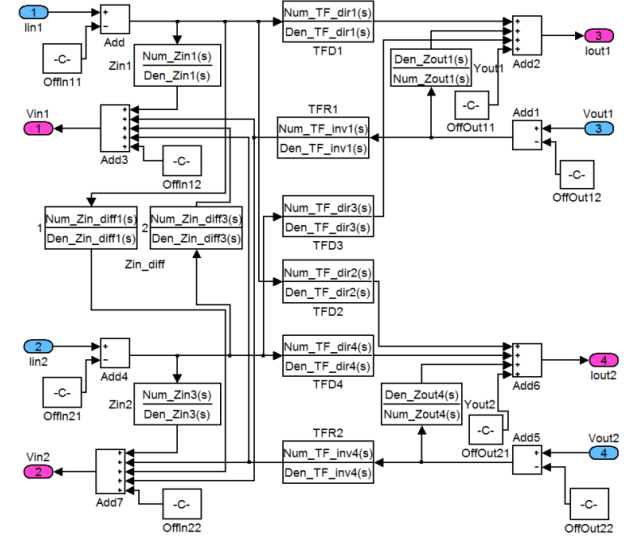 1
Iin1
Add
-C-
OffIn11
Zin1
Num_Zin1(s)
Den_Zin1(s)
Num_TF_dir1(s)
Den_TF_dir1(s)
TFD1
Den_Zout1(s)
Num_Zout1(s)
Yout1
Add2
3
Iout1
-C-
OffOut11
Vin1
1
Add3
-C-
OffIn12
TFR1
Num_TF_inv1(s)
Den_TF_inv1(s)
Add1
Vout1
3
-C-
OffOut12
1
Num_Zin_diff1(s)
Den_Zin_diff1(s)
2
Num_Zin_diff3(s)
Den_Zin_diff3(s)
Zin_diff
Num_TF_dir3(s)
Den_TF_dir3(s)
TFD3
Num_TF_dir2(s)
Den_TF_dir2(s)
TFD2
2
Iin2
Add4
-C-
OffIn21
Zin2
Num_Zin3(s)
Den_Zin3(s)
Num_TF_dir4(s)
Den_TF_dir4(s)
TFD4
Den_Zout4(s)
Num_Zout4(s)
Yout2
Add6
4
Iout2
-C-
OffOut21
Vin2
2
Add7
-C-
OffIn22
TFR2
Num_TF_inv4(s)
Den_TF_inv4(s)
Add5
Vout2
4
-C-
OffOut22